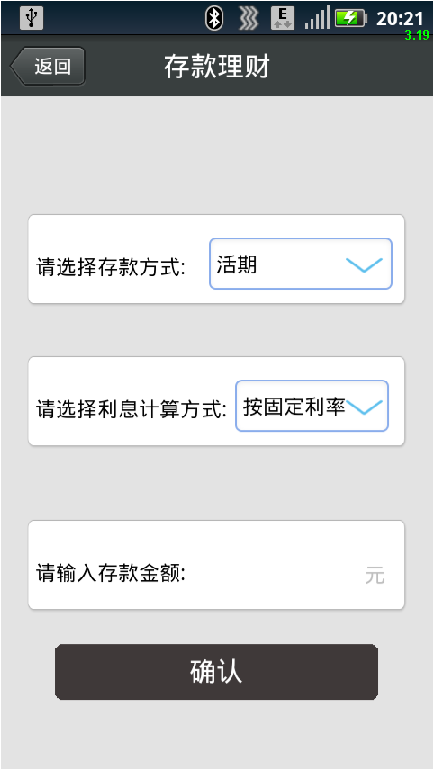 E
20:21
3.19
返回
存款理财
请选择存款方式:
活期
请选择利息计算方式:
按固定利率
请输入存款金额:
元
确认